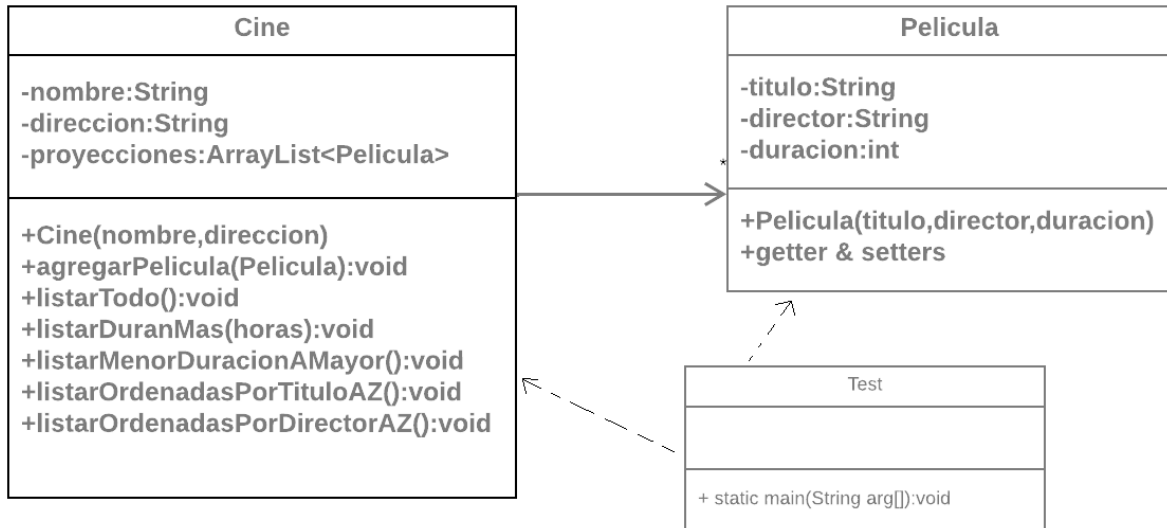 Cine
-nombre:String
-direccion:String
-proyecciones:ArrayList<Pelicula>
+Cine(nombre,direccion)
+agregarPelicula(Pelicula):void
+listarTodo():void
+listarDuranMas(horas):void
+listarMenorDuracionAMayor():void
+listarOrdenadasPorTituloAZ():void
+listarOrdenadasPorDirectorAZ():void
*
Pelicula
-titulo:String
-director:String
-duracion:int
+Pelicula(titulo,director,duracion)
+getter & setters
Test
+ static main(String arg[]):void